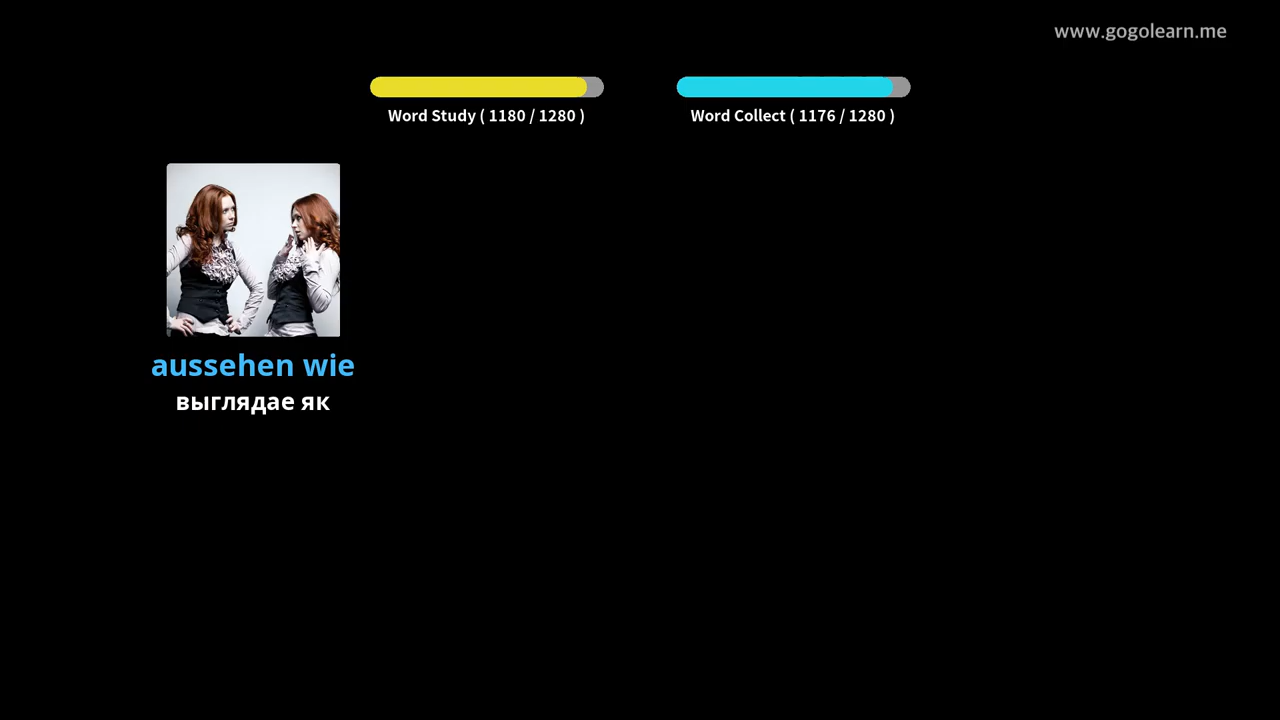 www.gogolearn.me
Word Study ( 1180 / 1280 )
Word Collect ( 1176 / 1280 )
aussehen wie
выглядае як